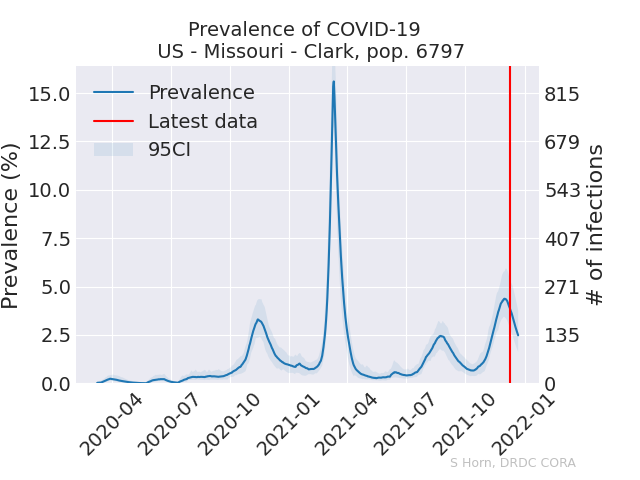 Prevalence of COVID-19
US - Missouri - Clark, pop. 6797
Prevalence
Latest data
95CI
Prevalence (%)
15.0
12.5
10.0
7.5
5.0
2.5
0.0
815
679
543
407
271
135
0
# of infections
2020-04
2020-07
2020-10
2021-01
2021-04
2021-07
2021-10
2022-01
S Horn, DRDC CORA